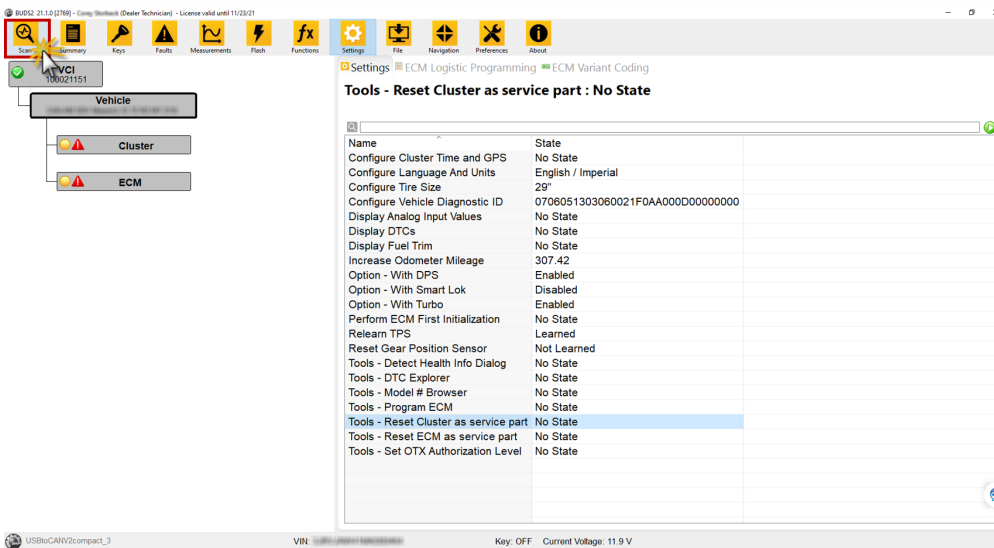 BUDS2 21.1.0 [2769] - (Dealer Technician) - License valid until 11/23/21
Scan Summary Keys Faults Measurements Flash Functions Settings File Navigation Preferences About
VCI
100021151
Vehicle
Cluster
ECM
Settings ECM Logistic Programming ECM Variant Coding
Tools - Reset Cluster as service part : No State
Name State
Configure Cluster Time and GPS No State
Configure Language And Units English / Imperial
Configure Tire Size 29"
Configure Vehicle Diagnostic ID 0706051303060021F0AA000D00000000
Display Analog Input Values No State
Display DTCs No State
Display Fuel Trim No State
Increase Odometer Mileage 307.42
Option - With DPS Enabled
Option - With Smart Lok Disabled
Option - With Turbo Enabled
Perform ECM First Initialization No State
Relearn TPS Learned
Reset Gear Position Sensor Not Learned
Tools - Detect Health Info Dialog No State
Tools - DTC Explorer No State
Tools - Model # Browser No State
Tools - Program ECM No State
Tools - Reset Cluster as service part No State
Tools - Reset ECM as service part No State
Tools - Set OTX Authorization Level No State
USBtoCANV2compact_3 VIN: Key: OFF Current Voltage: 11.9 V